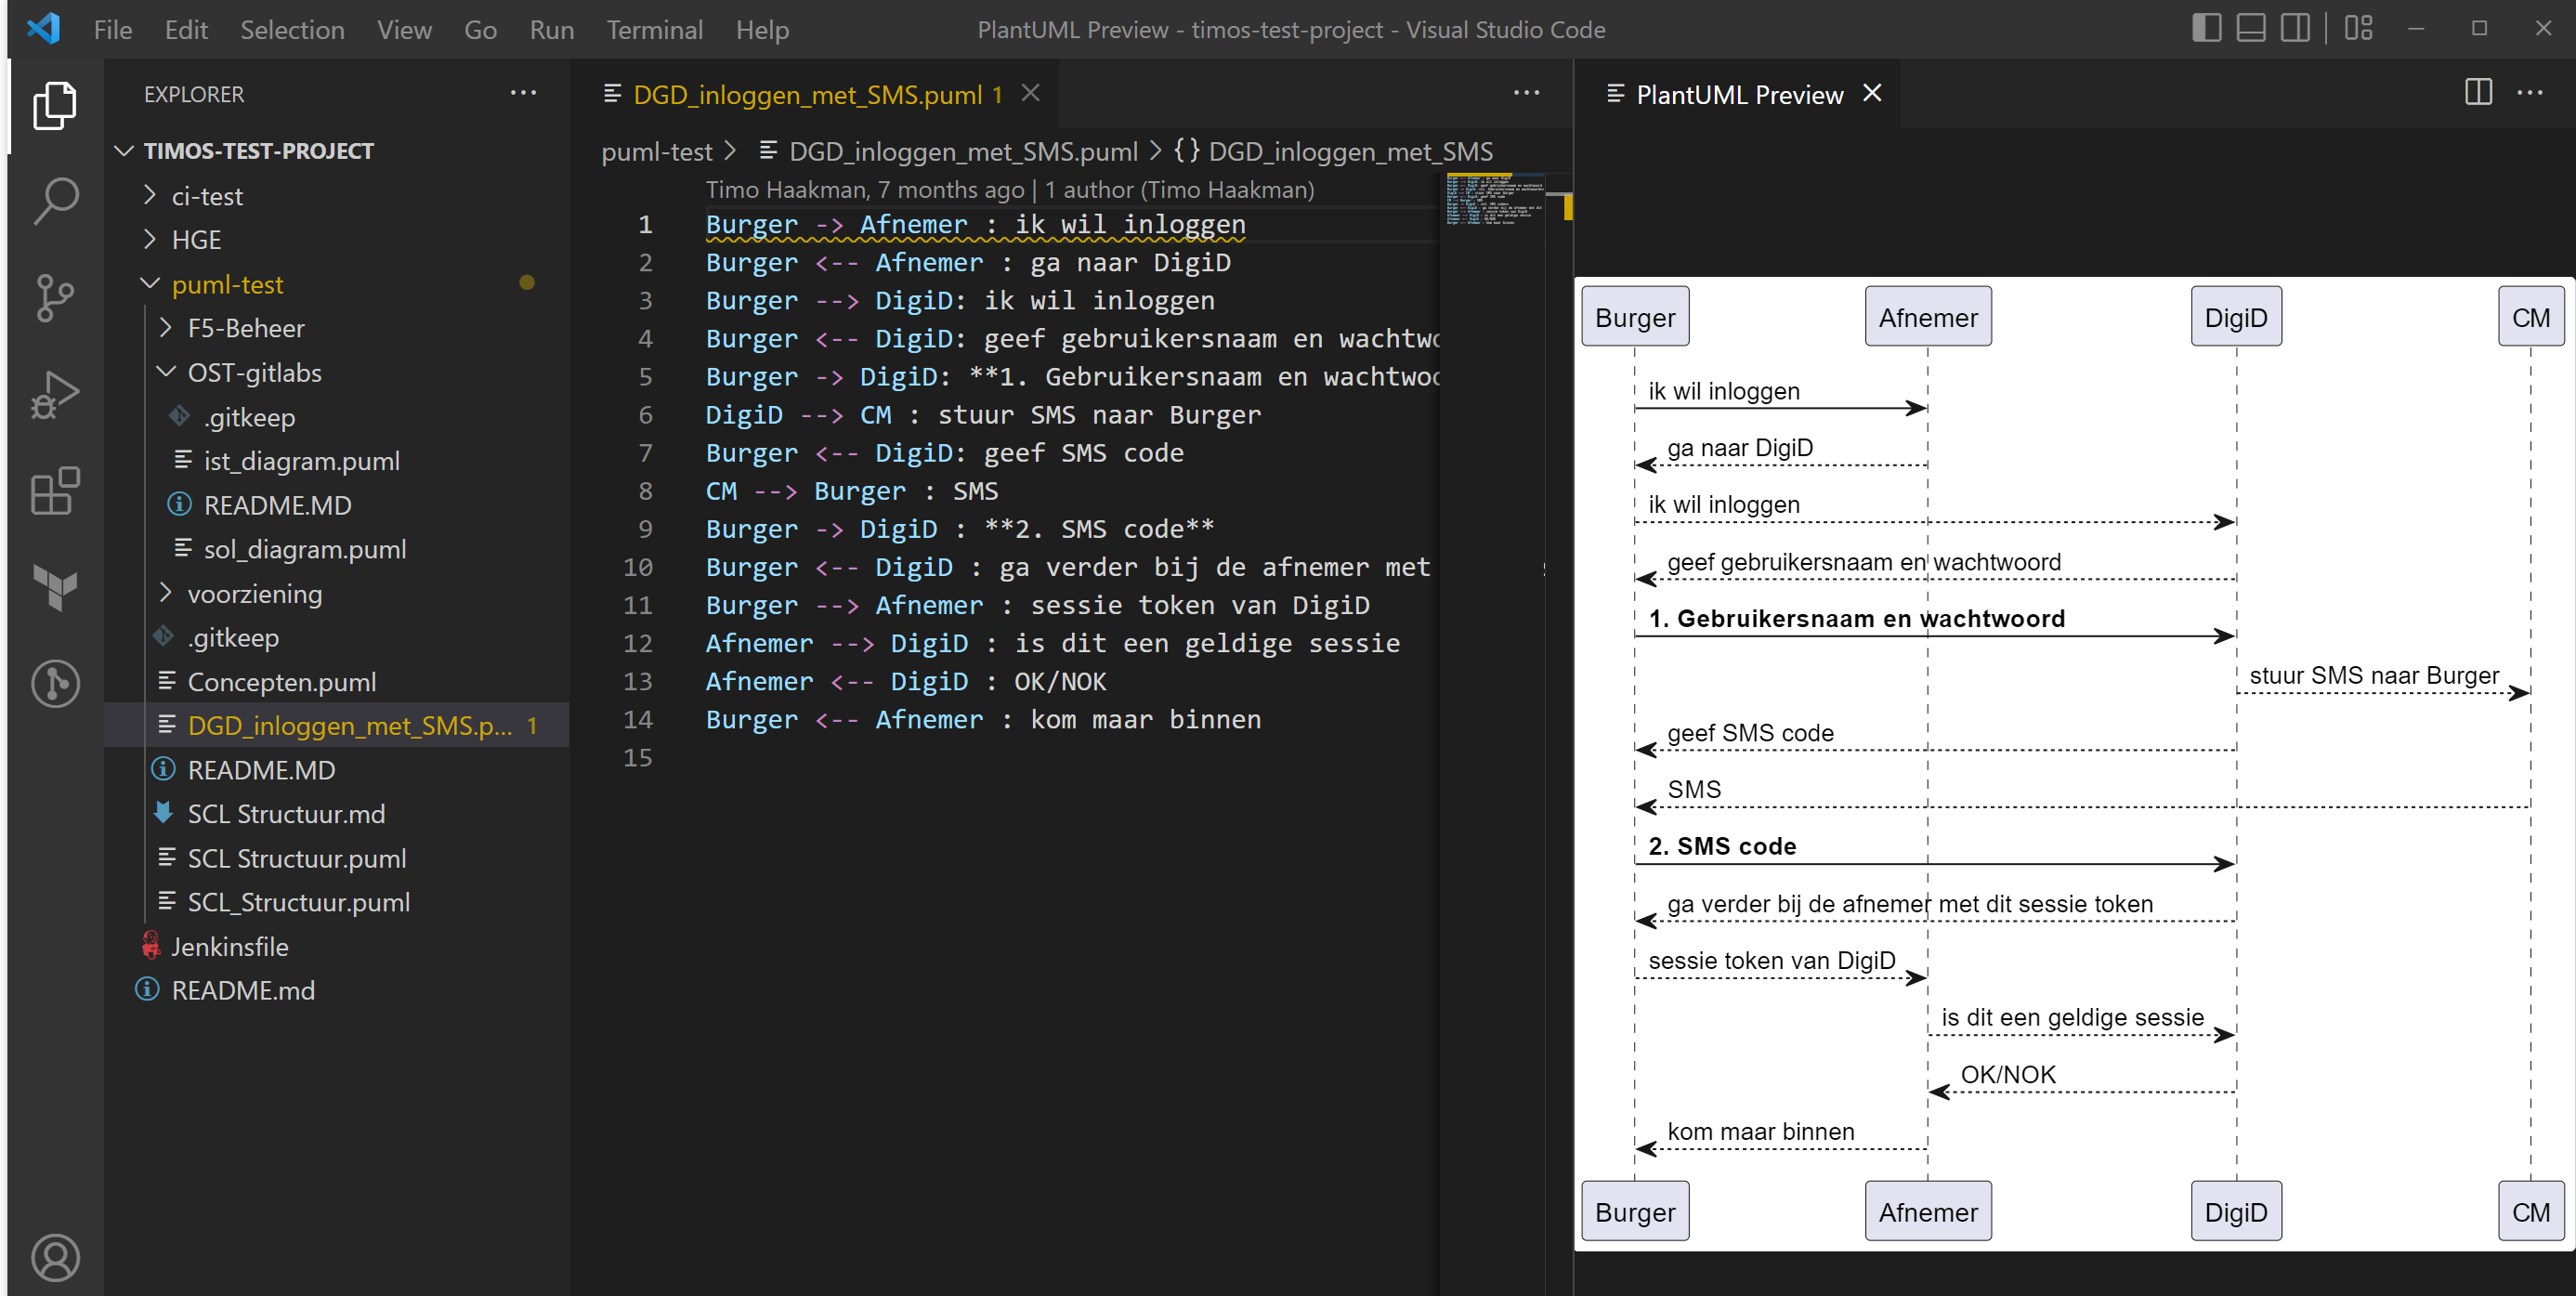 File Edit Selection View Go Run Terminal Help
PlantUML Preview - timos-test-project - Visual Studio Code
EXPLORER
TIMOS-TEST-PROJECT
ci-test
HGE
puml-test
F5-Beheer
OST-gitlabs
.gitkeep
ist_diagram.puml
README.MD
sol_diagram.puml
voorziening
.gitkeep
Concepten.puml
DGD_inloggen_met_SMS.p... 1
README.MD
SCL Structuur.md
SCL Structuur.puml
SCL_Structuur.puml
Jenkinsfile
README.md
DGD_inloggen_met_SMS.puml 1
puml-test > DGD_inloggen_met_SMS.puml > {} DGD_inloggen_met_SMS
Timo Haakman, 7 months ago | 1 author (Timo Haakman)
1 Burger -> Afnemer : ik wil inloggen
2 Burger <-- Afnemer : ga naar DigiD
3 Burger --> DigiD: ik wil inloggen
4 Burger <-- DigiD: geef gebruikersnaam en wachtwo
5 Burger -> DigiD: **1. Gebruikersnaam en wachtwoo
6 DigiD --> CM : stuur SMS naar Burger
7 Burger <-- DigiD: geef SMS code
8 CM --> Burger : SMS
9 Burger -> DigiD : **2. SMS code**
10 Burger <-- DigiD : ga verder bij de afnemer met
11 Burger --> Afnemer : sessie token van DigiD
12 Afnemer --> DigiD : is dit een geldige sessie
13 Afnemer <-- DigiD : OK/NOK
14 Burger <-- Afnemer : kom maar binnen
15
PlantUML Preview
Burger Afnemer DigiD CM
ik wil inloggen
ga naar DigiD
ik wil inloggen
geef gebruikersnaam en wachtwoord
1. Gebruikersnaam en wachtwoord
stuur SMS naar Burger
geef SMS code
SMS
2. SMS code
ga verder bij de afnemer met dit sessie token
sessie token van DigiD
is dit een geldige sessie
OK/NOK
kom maar binnen
Burger Afnemer DigiD CM